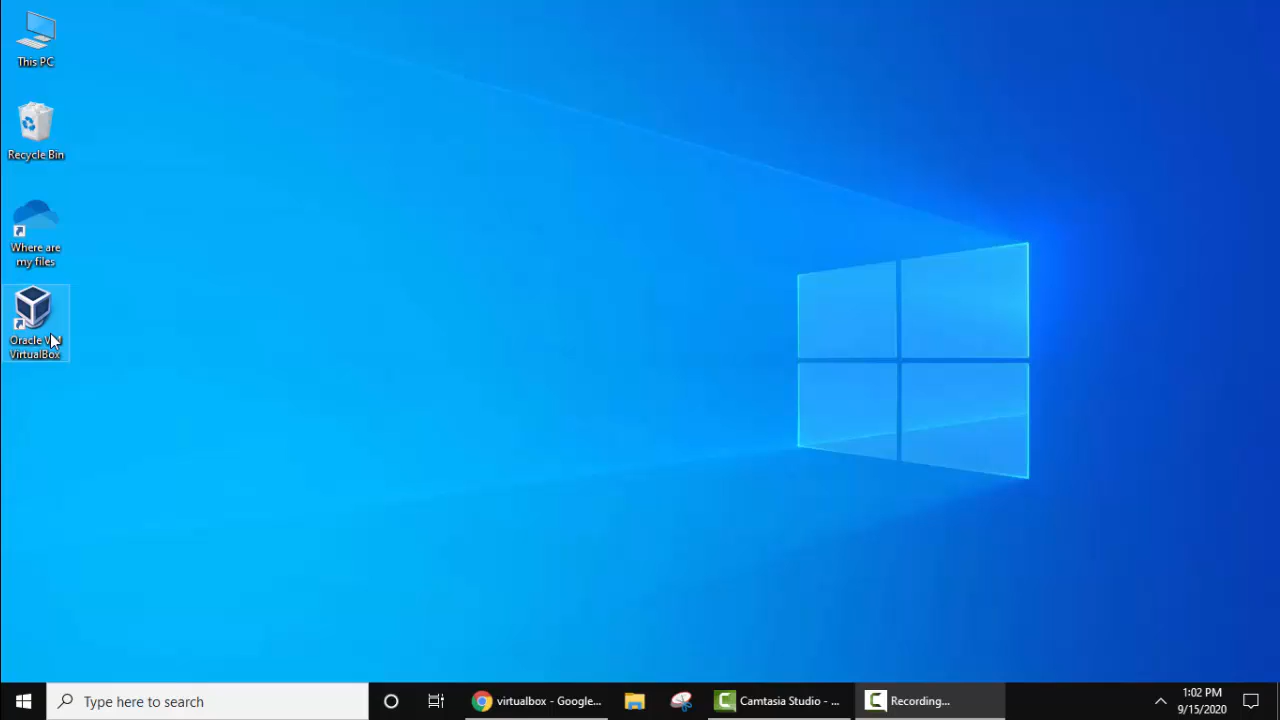 This PC
Recycle Bin
Where are
my files
Oracle
VirtualBox
Type here to search
virtualbox - Google...
Camtasia Studio - ...
Recording...
1:02 PM
9/15/2020